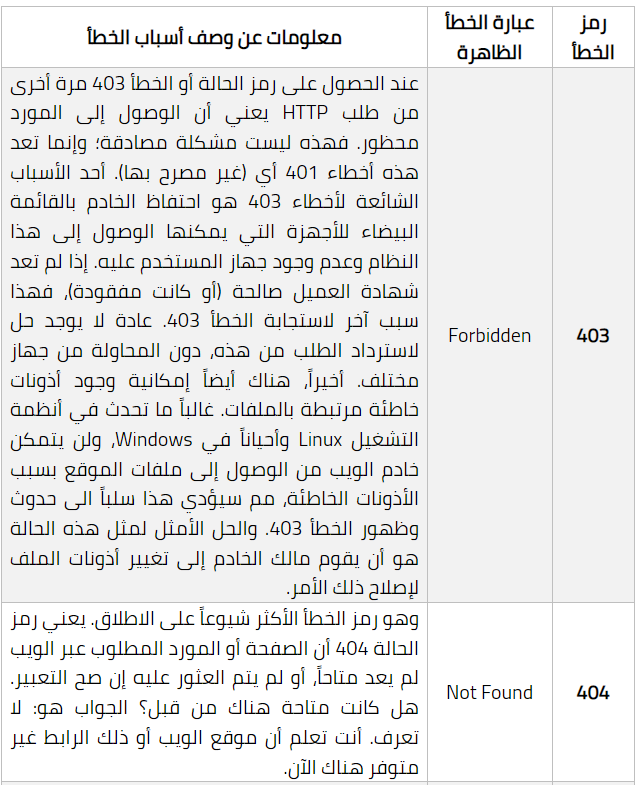 رمز الخطأ
عبارة الخطأ الظاهرة
معلومات عن وصف أسباب الخطأ
403
Forbidden
عند الحصول على رمز الحالة أو الخطأ 403 مرة أخرى
من طلب HTTP يعني أن الوصول إلى المورد
محظور. فهذه ليست مشكلة مصادقة؛ وإنما تعد
هذه أخطاء 401 أي (غير مصرح بها). أحد الأسباب
الشائعة لأخطاء 403 هو احتفاظ الخادم بالقائمة
البيضاء للأجهزة التي يمكنها الوصول إلى هذا
النظام وعدم وجود جهاز المستخدم عليه. إذا لم تعد
شهادة العميل صالحة (أو كانت مفقودة)، فهذا
سبب آخر لاستجابة الخطأ 403. عادة لا يوجد حل
لاسترداد الطلب من هذه، دون المحاولة من جهاز
مختلف. أخيراً، هناك أيضاً إمكانية وجود أذونات
خاطئة مرتبطة بالملفات. غالباً ما تحدث في أنظمة
التشغيل Linux وأحياناً في Windows، ولن يتمكن
خادم الويب من الوصول إلى ملفات الموقع بسبب
الأذونات الخاطئة، مم سيؤدي هذا سلباً الى حدوث
وظهور الخطأ 403. والحل الأمثل لمثل هذه الحالة
هو أن يقوم مالك الخادم إلى تغيير أذونات الملف
لإصلاح ذلك الأمر.
404
Not Found
وهو رمز الخطأ الأكثر شيوعاً على الاطلاق. يعني رمز
الحالة 404 أن الصفحة أو المورد المطلوب عبر الويب
لم يعد متاحاً، أو لم يتم العثور عليه إن صح التعبير.
هل كانت متاحة هناك من قبل؟ الجواب هو: لا
تعرف. أنت تعلم أن موقع الويب أو ذلك الرابط غير
متوفر هناك الآن.